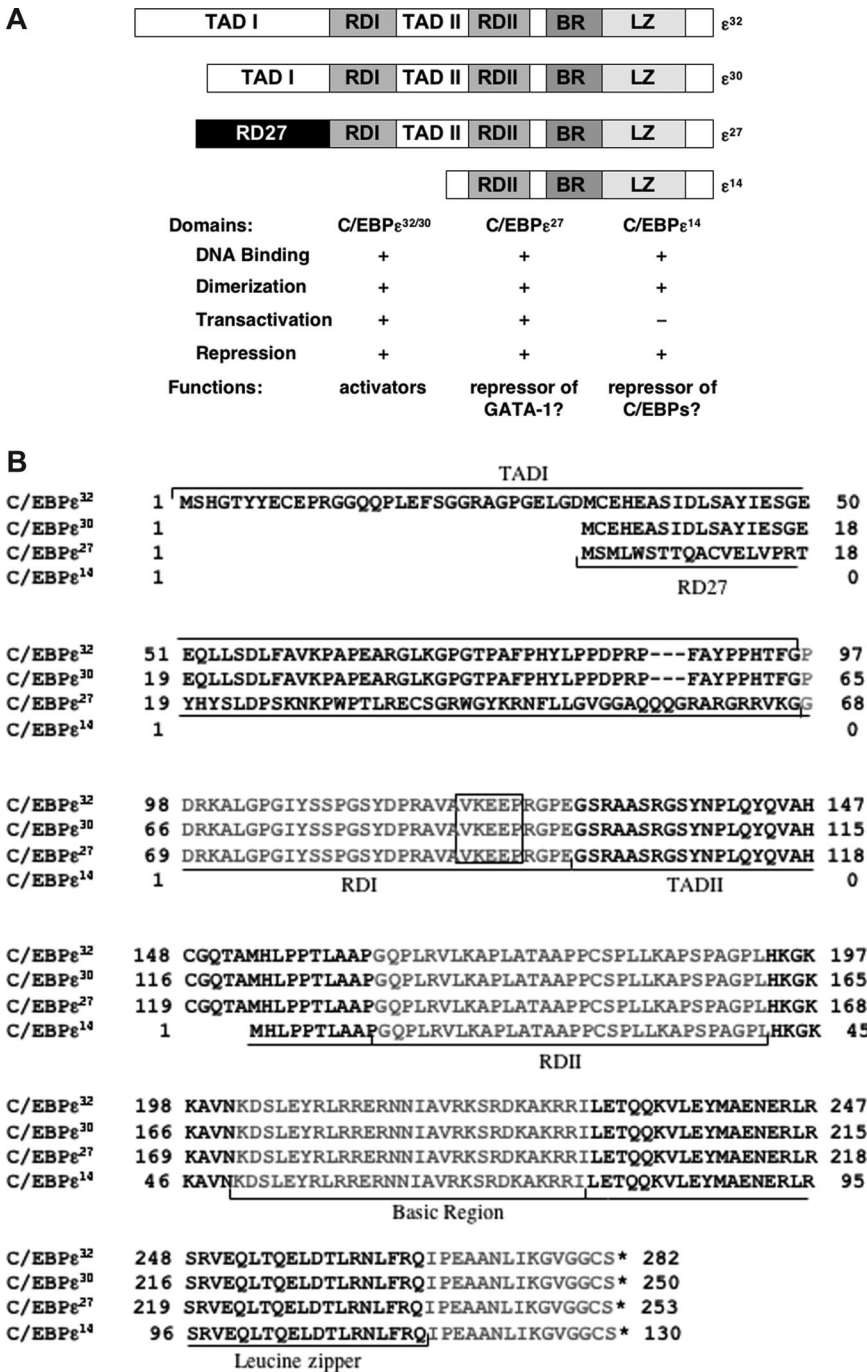 A
TAD I RDI TAD II RDII BR LZ ε32
TAD I RDI TAD II RDII BR LZ ε30
RD27 RDI TAD II RDII BR LZ ε27
RDII BR LZ ε14
Domains: C/EBPε32/30 C/EBPε27 C/EBPε14
DNA Binding + + +
Dimerization + + +
Transactivation + + –
Repression + + +
Functions: activators repressor of repressor of
GATA-1? C/EBPs?
B
TADI
C/EBPε32 1 MSHGTYYECEPRGGQQPLEFSGGRAGPGELGDMCEHEASIDLSAYIESGE 50
C/EBPε30 1 MCEHEASIDLSAYIESGE 18
C/EBPε27 1 MSMLWSTTQACVELVPRT 18
C/EBPε14 1 0
RD27
C/EBPε32 51 EQLLSDLFAVKPAPEARGLKGPGTPAFPHYLPPDPRP---FAYPPHTFGP 97
C/EBPε30 19 EQLLSDLFAVKPAPEARGLKGPGTPAFPHYLPPDPRP---FAYPPHTFGP 65
C/EBPε27 19 YHYSLDPSKNKPWPTLRECSGRWGYKRNFLLGVGGAQQQGRARGRRVKGG 68
C/EBPε14 1 0
C/EBPε32 98 DRKALGPGIYSSPGSYDPRAVAVKEEPRGPEGSRAASRGSYNPLQYQVAH 147
C/EBPε30 66 DRKALGPGIYSSPGSYDPRAVAVKEEPRGPEGSRAASRGSYNPLQYQVAH 115
C/EBPε27 69 DRKALGPGIYSSPGSYDPRAVAVKEEPRGPEGSRAASRGSYNPLQYQVAH 118
C/EBPε14 1 0
RDI TADII
C/EBPε32 148 CGQTAMHLPPTLAAPGQPLRVLKAPLATAAPPCSPLLKAPSPAGPLHKGK 197
C/EBPε30 116 CGQTAMHLPPTLAAPGQPLRVLKAPLATAAPPCSPLLKAPSPAGPLHKGK 165
C/EBPε27 119 CGQTAMHLPPTLAAPGQPLRVLKAPLATAAPPCSPLLKAPSPAGPLHKGK 168
C/EBPε14 1 MHLPPTLAAPGQPLRVLKAPLATAAPPCSPLLKAPSPAGPLHKGK 45
RDII
C/EBPε32 198 KAVNKDSLEYRLRRERNNIAVRKSRDKAKRRILETQQKVLEYMAENERLR 247
C/EBPε30 166 KAVNKDSLEYRLRRERNNIAVRKSRDKAKRRILETQQKVLEYMAENERLR 215
C/EBPε27 169 KAVNKDSLEYRLRRERNNIAVRKSRDKAKRRILETQQKVLEYMAENERLR 218
C/EBPε14 46 KAVNKDSLEYRLRRERNNIAVRKSRDKAKRRILETQQKVLEYMAENERLR 95
Basic Region
C/EBPε32 248 SRVEQLTQELDTLRNLFRQIPEAANLIKGVGGCS* 282
C/EBPε30 216 SRVEQLTQELDTLRNLFRQIPEAANLIKGVGGCS* 250
C/EBPε27 219 SRVEQLTQELDTLRNLFRQIPEAANLIKGVGGCS* 253
C/EBPε14 96 SRVEQLTQELDTLRNLFRQIPEAANLIKGVGGCS* 130
Leucine zipper